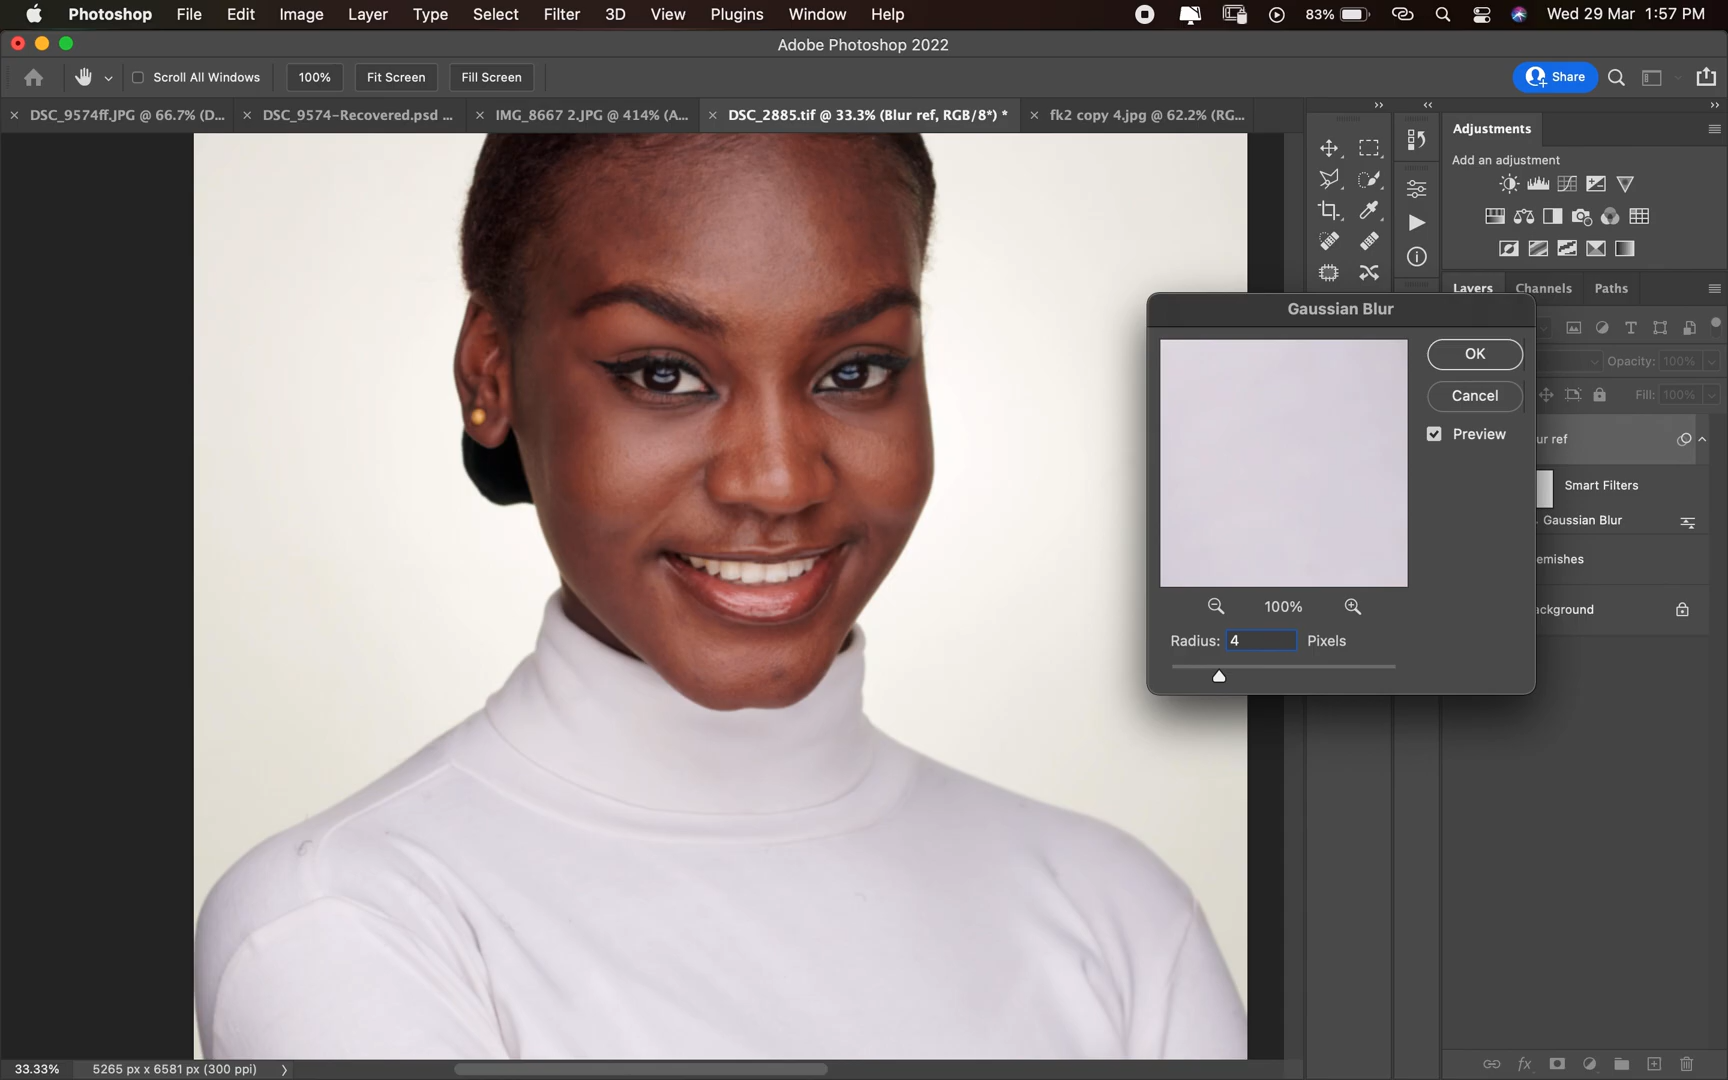 Photoshop File Edit Image Layer Type Select Filter 3D View Plugins Window Help 83% Wed 29 Mar 1:57 PM
Adobe Photoshop 2022
Scroll All Windows 100% Fit Screen Fill Screen Share
DSC_9574ff.JPG @ 66.7% (D... DSC_9574-Recovered.psd ... IMG_8667 2.JPG @ 414% (A... DSC_2885.tif @ 33.3% (Blur ref, RGB/8*) * fk2 copy 4.jpg @ 62.2% (RG...
Adjustments
Add an adjustment
Layers Channels Paths
Gaussian Blur
OK
Opacity: 100%
Cancel
Fill: 100%
Preview
ur ref
Smart Filters
Gaussian Blur
emishes
100%
ackground
Radius: 4 Pixels
33.33% 5265 px x 6581 px (300 ppi)